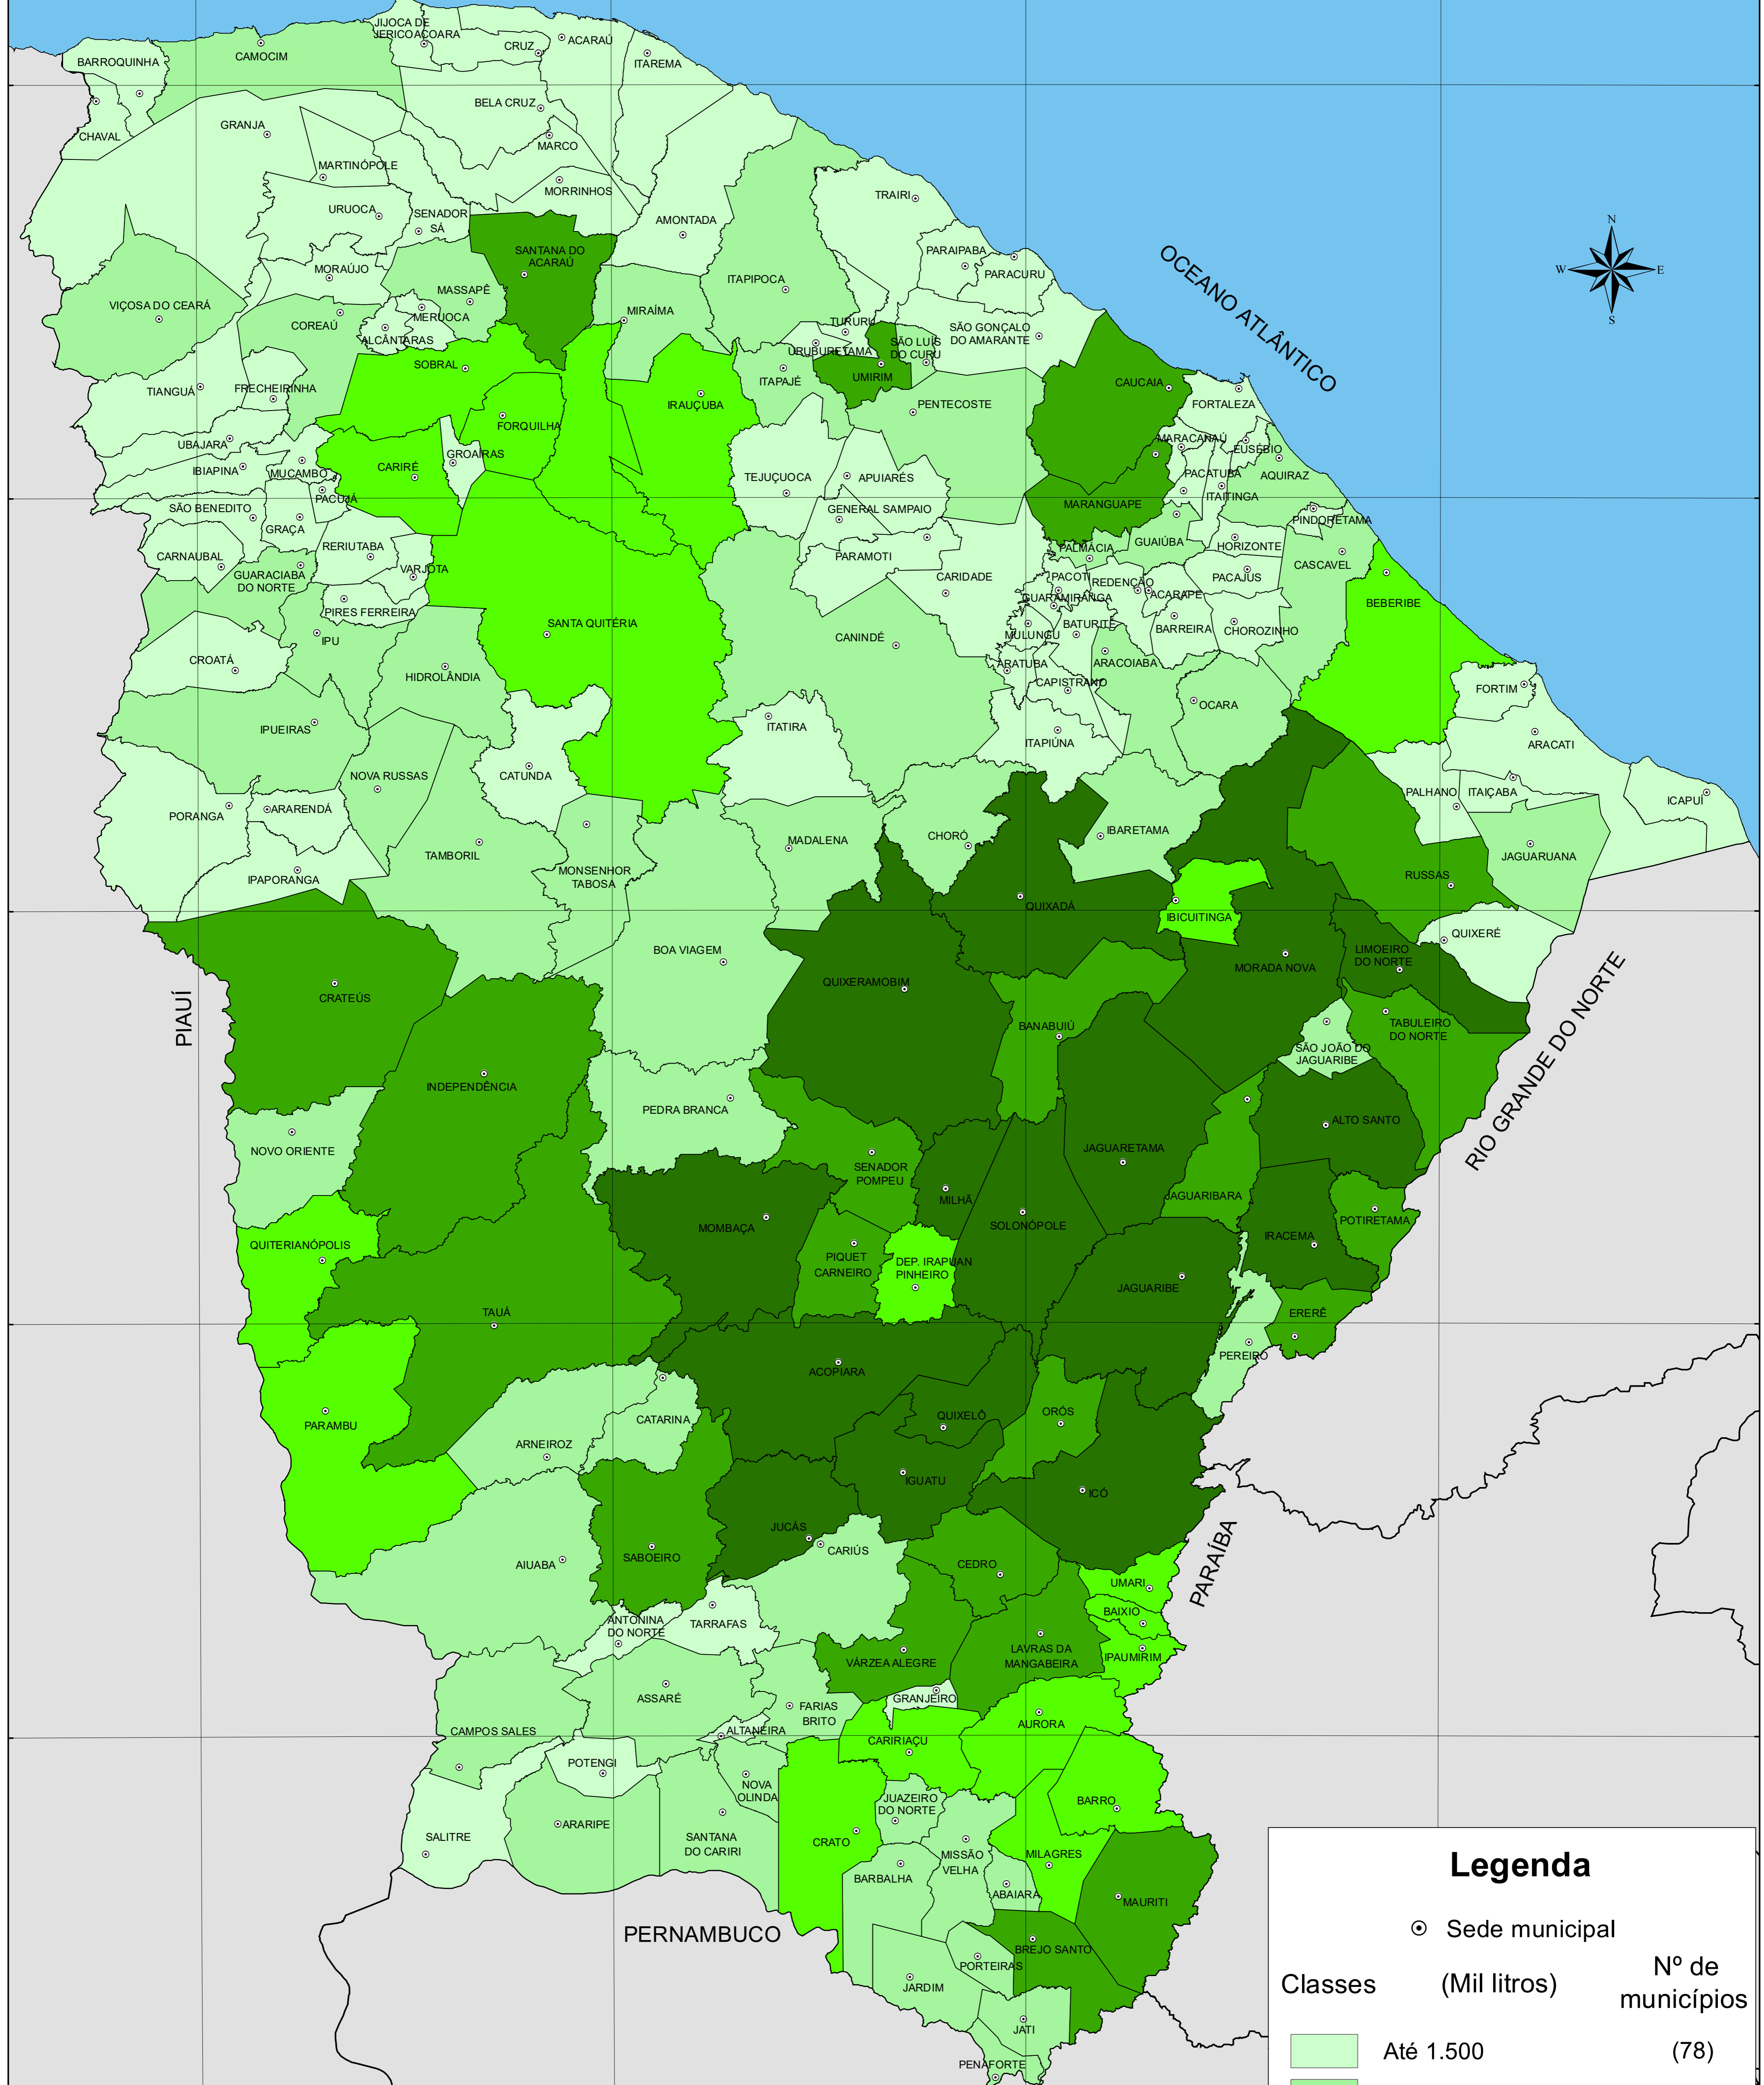 JIJOCA DE
JERICOACOARA
CRUZ
ACARAÚ
ITAREMA
BARROQUINHA
CAMOCIM
BELA CRUZ
CHAVAL
GRANJA
MARCO
MARTINÓPOLE
MORRINHOS
URUOCA
SENADOR
SÁ
AMONTADA
TRAIRI
SANTANA DO
ACARAÚ
PARAIPABA
PARACURU
OCEANO ATLÂNTICO
N
W
E
S
MORAÚJO
ITAPIPOCA
VIÇOSA DO CEARÁ
MASSAPÊ
MERUOCA
MIRAÍMA
COREAÚ
ALCÂNTARAS
TURURU
URUBURETAMA
SÃO LUÍS
DO CURU
SÃO GONÇALO
DO AMARANTE
SOBRAL
ITAPAJÉ
UMIRIM
CAUCAIA
TIANGUÁ
FRECHEIRINHA
IRAUÇUBA
PENTECOSTE
FORTALEZA
FORQUILHA
UBAJARA
MARACANAÚ
EUSÉBIO
IBIAPINA
MUCAMBO
CARIRÉ
GROAÍRAS
TEJUÇUOCA
APUIARÉS
PACATUBA
AQUIRAZ
PACUJÁ
ITAITINGA
SÃO BENEDITO
GRAÇA
GENERAL SAMPAIO
MARANGUAPE
PINDORETAMA
CARNAUBAL
RERIUTABA
PARAMOTI
PALMÁCIA
GUAIÚBA
HORIZONTE
GUARACIABA
DO NORTE
VARJOTA
CARIDADE
PACOTI
REDENÇÃO
PACAJUS
CASCAVEL
PIRES FERREIRA
GUARAMIRANGA
ACARAPE
BEBERIBE
IPU
SANTA QUITÉRIA
CANINDÉ
MULUNGU
BATURITÉ
BARREIRA
CHOROZINHO
CROATÁ
HIDROLÂNDIA
ARATUBA
ARACOIABA
CAPISTRANO
FORTIM
IPUEIRAS
ITATIRA
ITAPIÚNA
OCARA
ARACATI
NOVA RUSSAS
CATUNDA
PORANGA
ARARENDÁ
PALHANO
ITAIÇABA
ICAPUÍ
TAMBORIL
MADALENA
CHORÓ
IBARETAMA
IPAPORANGA
MONSENHOR
TABOSA
RUSSAS
JAGUARUANA
QUIXADÁ
IBICUITINGA
QUIXERÉ
BOA VIAGEM
QUIXERAMOBIM
MORADA NOVA
LIMOEIRO
DO NORTE
CRATEÚS
PIAUÍ
BANABUIÚ
TABULEIRO
DO NORTE
RIO GRANDE DO NORTE
SÃO JOÃO DO
JAGUARIBE
INDEPENDÊNCIA
PEDRA BRANCA
ALTO SANTO
NOVO ORIENTE
SENADOR
POMPEU
JAGUARETAMA
MILHÃ
JAGUARIBARA
MOMBAÇA
SOLONÓPOLE
POTIRETAMA
IRACEMA
QUITERIANÓPOLIS
PIQUET
CARNEIRO
DEP. IRAPUAN
PINHEIRO
JAGUARIBE
TAUÁ
ERERÊ
PEREIRO
ACOPIARA
PARAMBU
CATARINA
QUIXELÔ
ORÓS
ARNEIROZ
IGUATU
ICÓ
JUCÁS
CARIÚS
PARAÍBA
AIUABA
SABOEIRO
CEDRO
UMARI
BAIXIO
ANTONINA
DO NORTE
TARRAFAS
LAVRAS DA
MANGABEIRA
IPAUMIRIM
VÁRZEA ALEGRE
ASSARÉ
FARIAS
BRITO
GRANJEIRO
CAMPOS SALES
ALTANEIRA
AURORA
CARIRIAÇU
POTENGI
NOVA
OLINDA
JUAZEIRO
DO NORTE
BARRO
SALITRE
ARARIPE
SANTANA
DO CARIRI
CRATO
MISSÃO
VELHA
MILAGRES
BARBALHA
ABAIARA
MAURITI
PERNAMBUCO
BREJO SANTO
PORTEIRAS
JARDIM
JATI
PENAFORTE
Legenda
Sede municipal
Classes (Mil litros) Nº de
municípios
Até 1.500 (78)